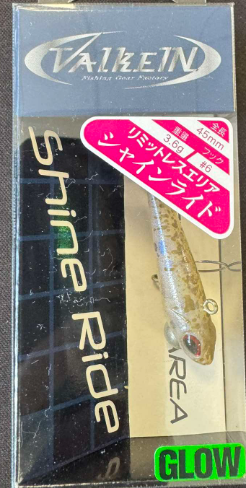 VALKEIN
Fishing Gear Factory
全長 45mm
重量 3.6g
フック #6
リミットレスエリア
シャインライド
Shine Ride
AREA
GLOW